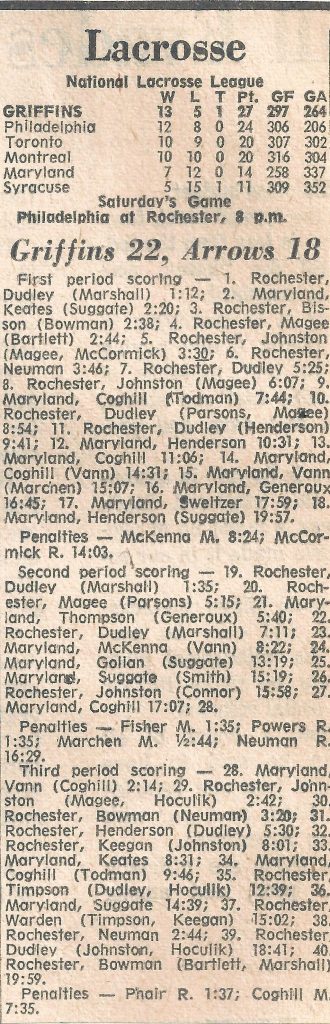 Lacrosse
National Lacrosse League
W L T Pt. GF GA
GRIFFINS 13 5 1 27 297 264
Philadelphia 12 8 0 24 306 206
Toronto 10 9 0 20 307 302
Montreal 10 10 0 20 316 304
Maryland 7 12 0 14 258 337
Syracuse 5 15 1 11 309 352
Saturday's Game
Philadelphia at Rochester, 8 p.m.
Griffins 22, Arrows 18
First period scoring — 1. Rochester,
Dudley (Marshall) 1:12; 2. Maryland,
Keates (Suggate) 2:20; 3. Rochester, Bis-
son (Bowman) 2:38; 4. Rochester, Magee
(Bartlett) 2:44; 5. Rochester, Johnston
(Magee, McCormick) 3:30; 6. Rochester,
Neuman 3:46; 7. Rochester, Dudley 5:25;
8. Rochester, Johnston (Magee) 6:07; 9.
Maryland, Coghill (Todman) 7:44; 10.
Rochester, Dudley (Parsons, Magee)
8:54; 11. Rochester, Dudley (Henderson)
9:41; 12. Maryland, Henderson 10:31; 13.
Maryland, Coghill 11:06; 14. Maryland,
Coghill (Vann) 14:31; 15. Maryland, Vann
(Marchen) 15:07; 16. Maryland, Generoux
16:45; 17. Maryland, Sweitzer 17:59; 18.
Maryland, Henderson (Suggate) 19:57.
Penalties — McKenna M. 8:24; McCor-
mick R. 14:03.
Second period scoring — 19. Rochester,
Dudley (Marshall) 1:35; 20. Roch-
ester, Magee (Parsons) 5:15; 21. Mary-
land, Thompson (Generoux) 5:40; 22.
Rochester, Dudley (Marshall) 7:11; 23.
Maryland, McKenna (Vann) 8:22; 24.
Maryland, Gollan (Suggate) 13:19; 25.
Maryland, Suggate (Smith) 15:19; 26.
Rochester, Johnston (Connor) 15:58; 27.
Maryland, Coghill 17:07; 28.
Penalties — Fisher M. 1:35; Powers R.
1:35; Marchen M. ½:44; Neuman R.
16:29.
Third period scoring — 28. Maryland,
Vann (Coghill) 2:14; 29. Rochester, John-
ston (Magee, Hoculik) 2:42; 30.
Rochester, Bowman (Neuman) 3:20; 31.
Rochester, Henderson (Dudley) 5:30; 32.
Rochester, Keegan (Johnston) 8:01; 33.
Maryland, Keates 8:31; 34. Maryland,
Coghill (Todman) 9:46; 35. Rochester
Timpson (Dudley, Hoculik) 12:39; 36.
Maryland, Suggate 14:39; 37. Rochester
Warden (Timpson, Keegan) 15:02; 38.
Rochester, Neuman 2:44; 39. Rochester
Dudley (Johnston, Hoculik) 18:41; 40.
Rochester, Bowman (Bartlett, Marshall)
19:59.
Penalties — Phair R. 1:37; Coghill M.
7:35.